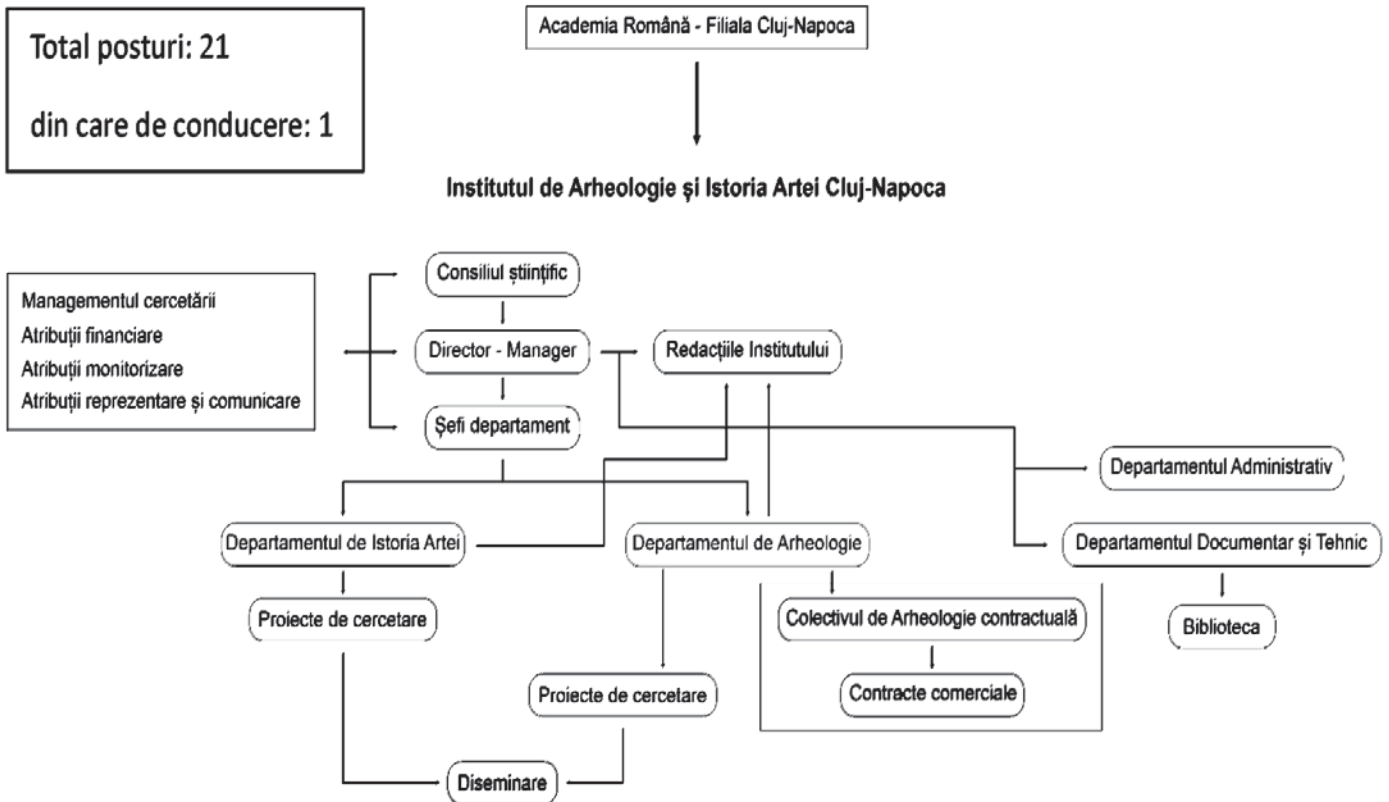 Total posturi: 21
din care de conducere: 1
Academia Română - Filiala Cluj-Napoca
Institutul de Arheologie și Istoria Artei Cluj-Napoca
Managementul cercetării
Atribuții financiare
Atribuții monitorizare
Atribuții reprezentare și comunicare
Consiliul științific
Director - Manager
Redacțiile Institutului
Șefi departament
Departamentul Administrativ
Departamentul de Istoria Artei
Departamentul de Arheologie
Departamentul Documentar și Tehnic
Proiecte de cercetare
Colectivul de Arheologie contractuală
Biblioteca
Proiecte de cercetare
Contracte comerciale
Diseminare